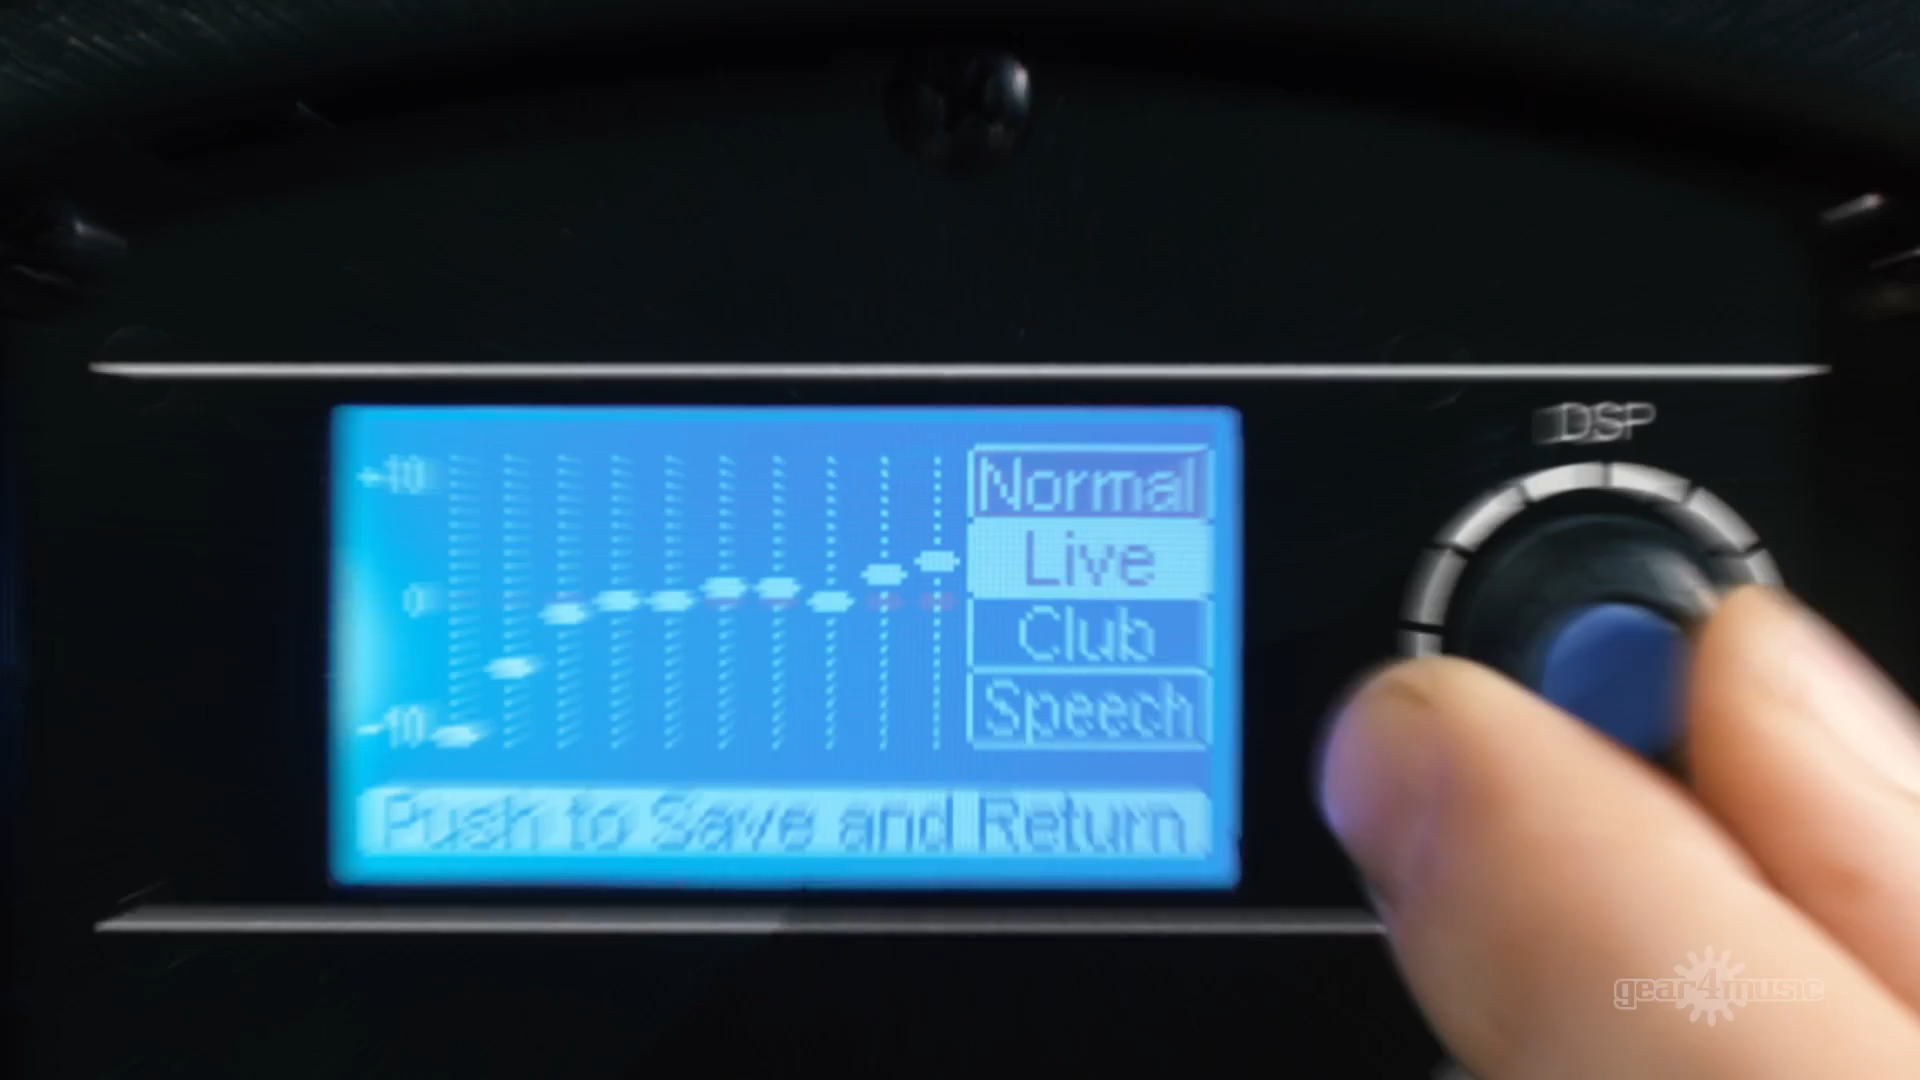 DSP
+10
0
-10
Normal
Live
Club
Speech
Push to Save and Return
gear4music